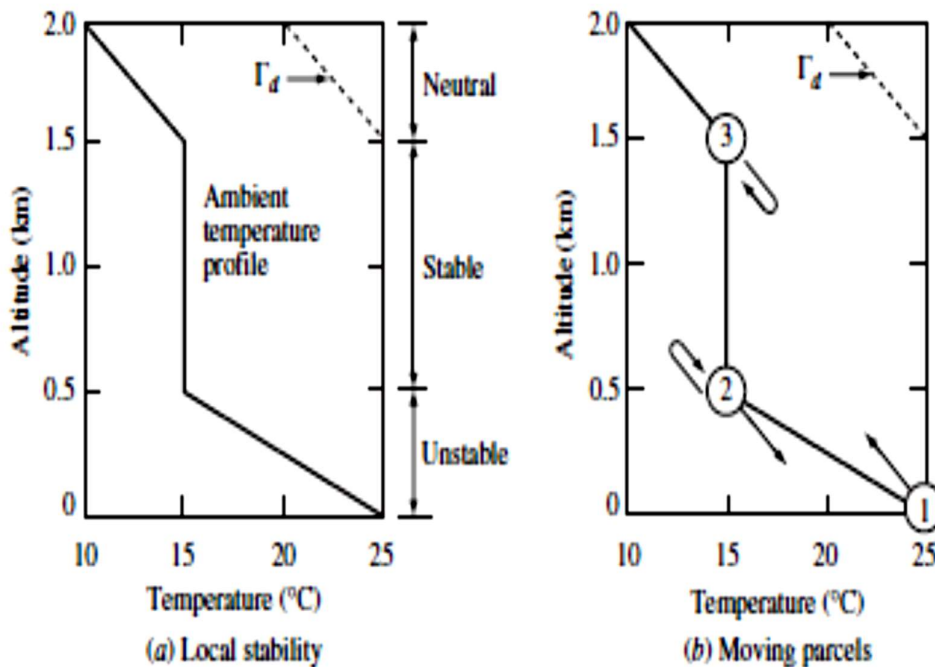 2.0
1.5
1.0
0.5
0
Altitude (km)
10 15 20 25
Temperature (°C)
Γd
Ambient
temperature
profile
Neutral
Stable
Unstable
(a) Local stability
2.0
1.5
1.0
0.5
0
Altitude (km)
10 15 20 25
Temperature (°C)
Γd
3
2
1
(b) Moving parcels